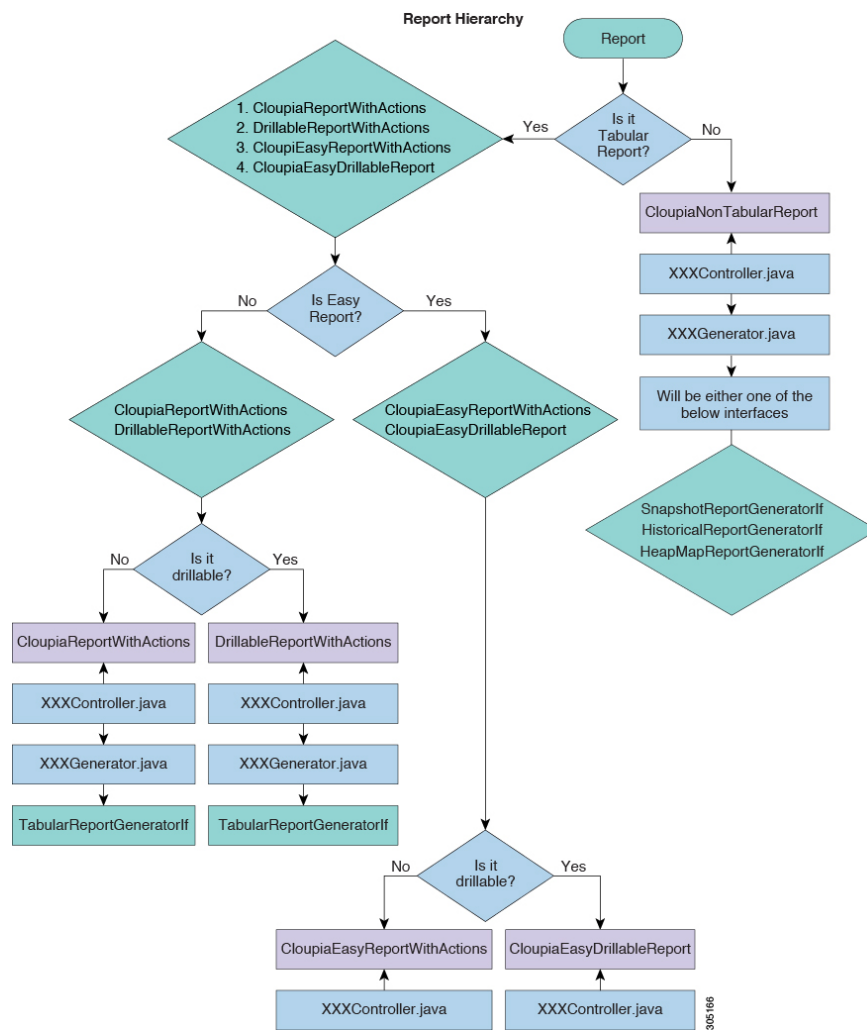 Report Hierarchy
Report
1. CloupiaReportWithActions
2. DrillableReportWithActions
3. CloupiEasyReportWithActions
4. CloupiaEasyDrillableReport
Yes
Is it
Tabular
Report?
No
CloupiaNonTabularReport
XXXController.java
XXXGenerator.java
Will be either one of the
below interfaces
SnapshotReportGeneratorIf
HistoricalReportGeneratorIf
HeapMapReportGeneratorIf
No
Is Easy
Report?
Yes
CloupiaReportWithActions
DrillableReportWithActions
CloupiaEasyReportWithActions
CloupiaEasyDrillableReport
No
Is it
drillable?
Yes
CloupiaReportWithActions
DrillableReportWithActions
XXXController.java
XXXController.java
XXXGenerator.java
XXXGenerator.java
TabularReportGeneratorIf
TabularReportGeneratorIf
No
Is it
drillable?
Yes
CloupiaEasyReportWithActions
CloupiaEasyDrillableReport
XXXController.java
XXXController.java
305166